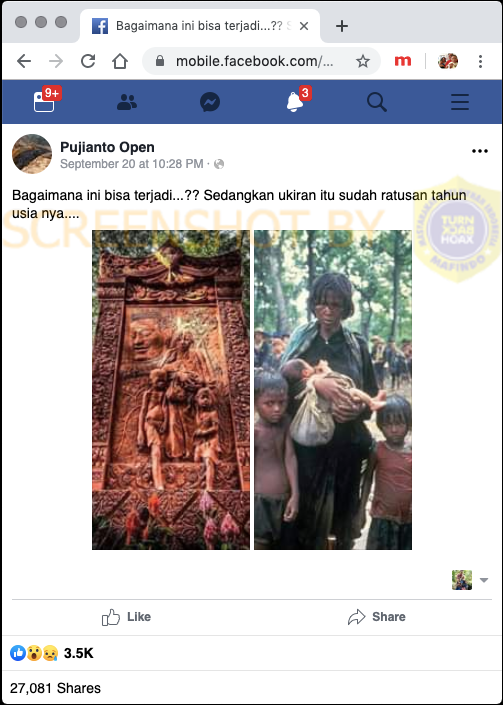 Bagaimana ini bisa terjadi...?? S
mobile.facebook.com/...
m
9+
3
Pujianto Open
September 20 at 10:28 PM ·
Bagaimana ini bisa terjadi...?? Sedangkan ukiran itu sudah ratusan tahun
usia nya....
SCREENSHOT BY
TURN
BACK
HOAX
MAFINDO
Like
Share
3.5K
27,081 Shares